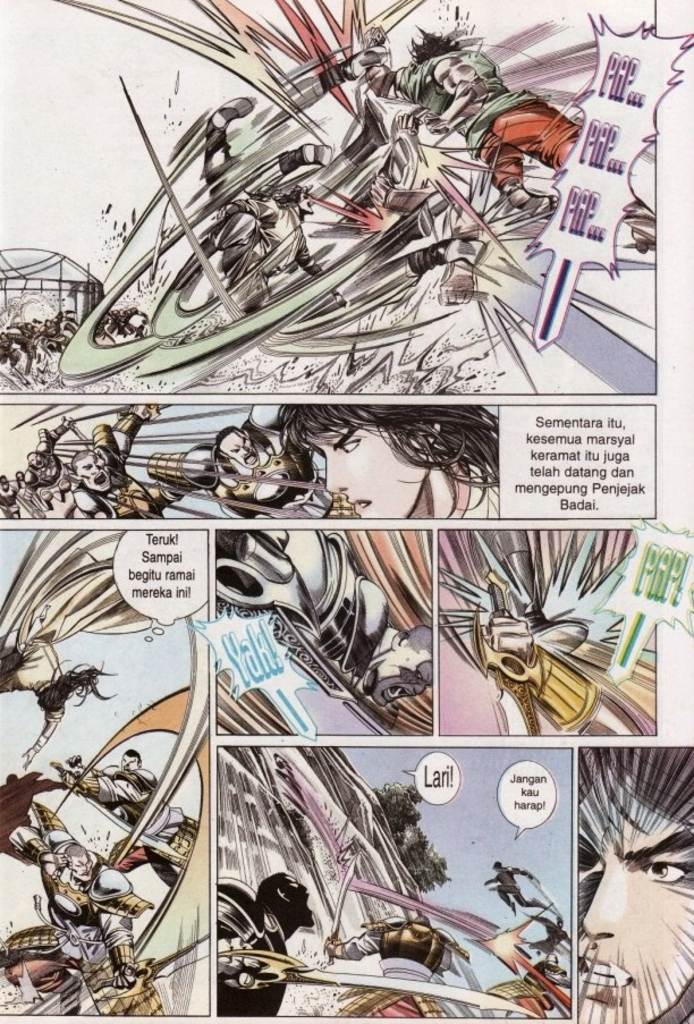 PAP...
PAP...
PAP...
Sementara itu,
kesemua marsyal
keramat itu juga
telah datang dan
mengepung Penjejak
Badai.
Teruk!
Sampai
begitu ramai
mereka ini!
Yak!
PAP!
Lari!
Jangan
kau
harap!